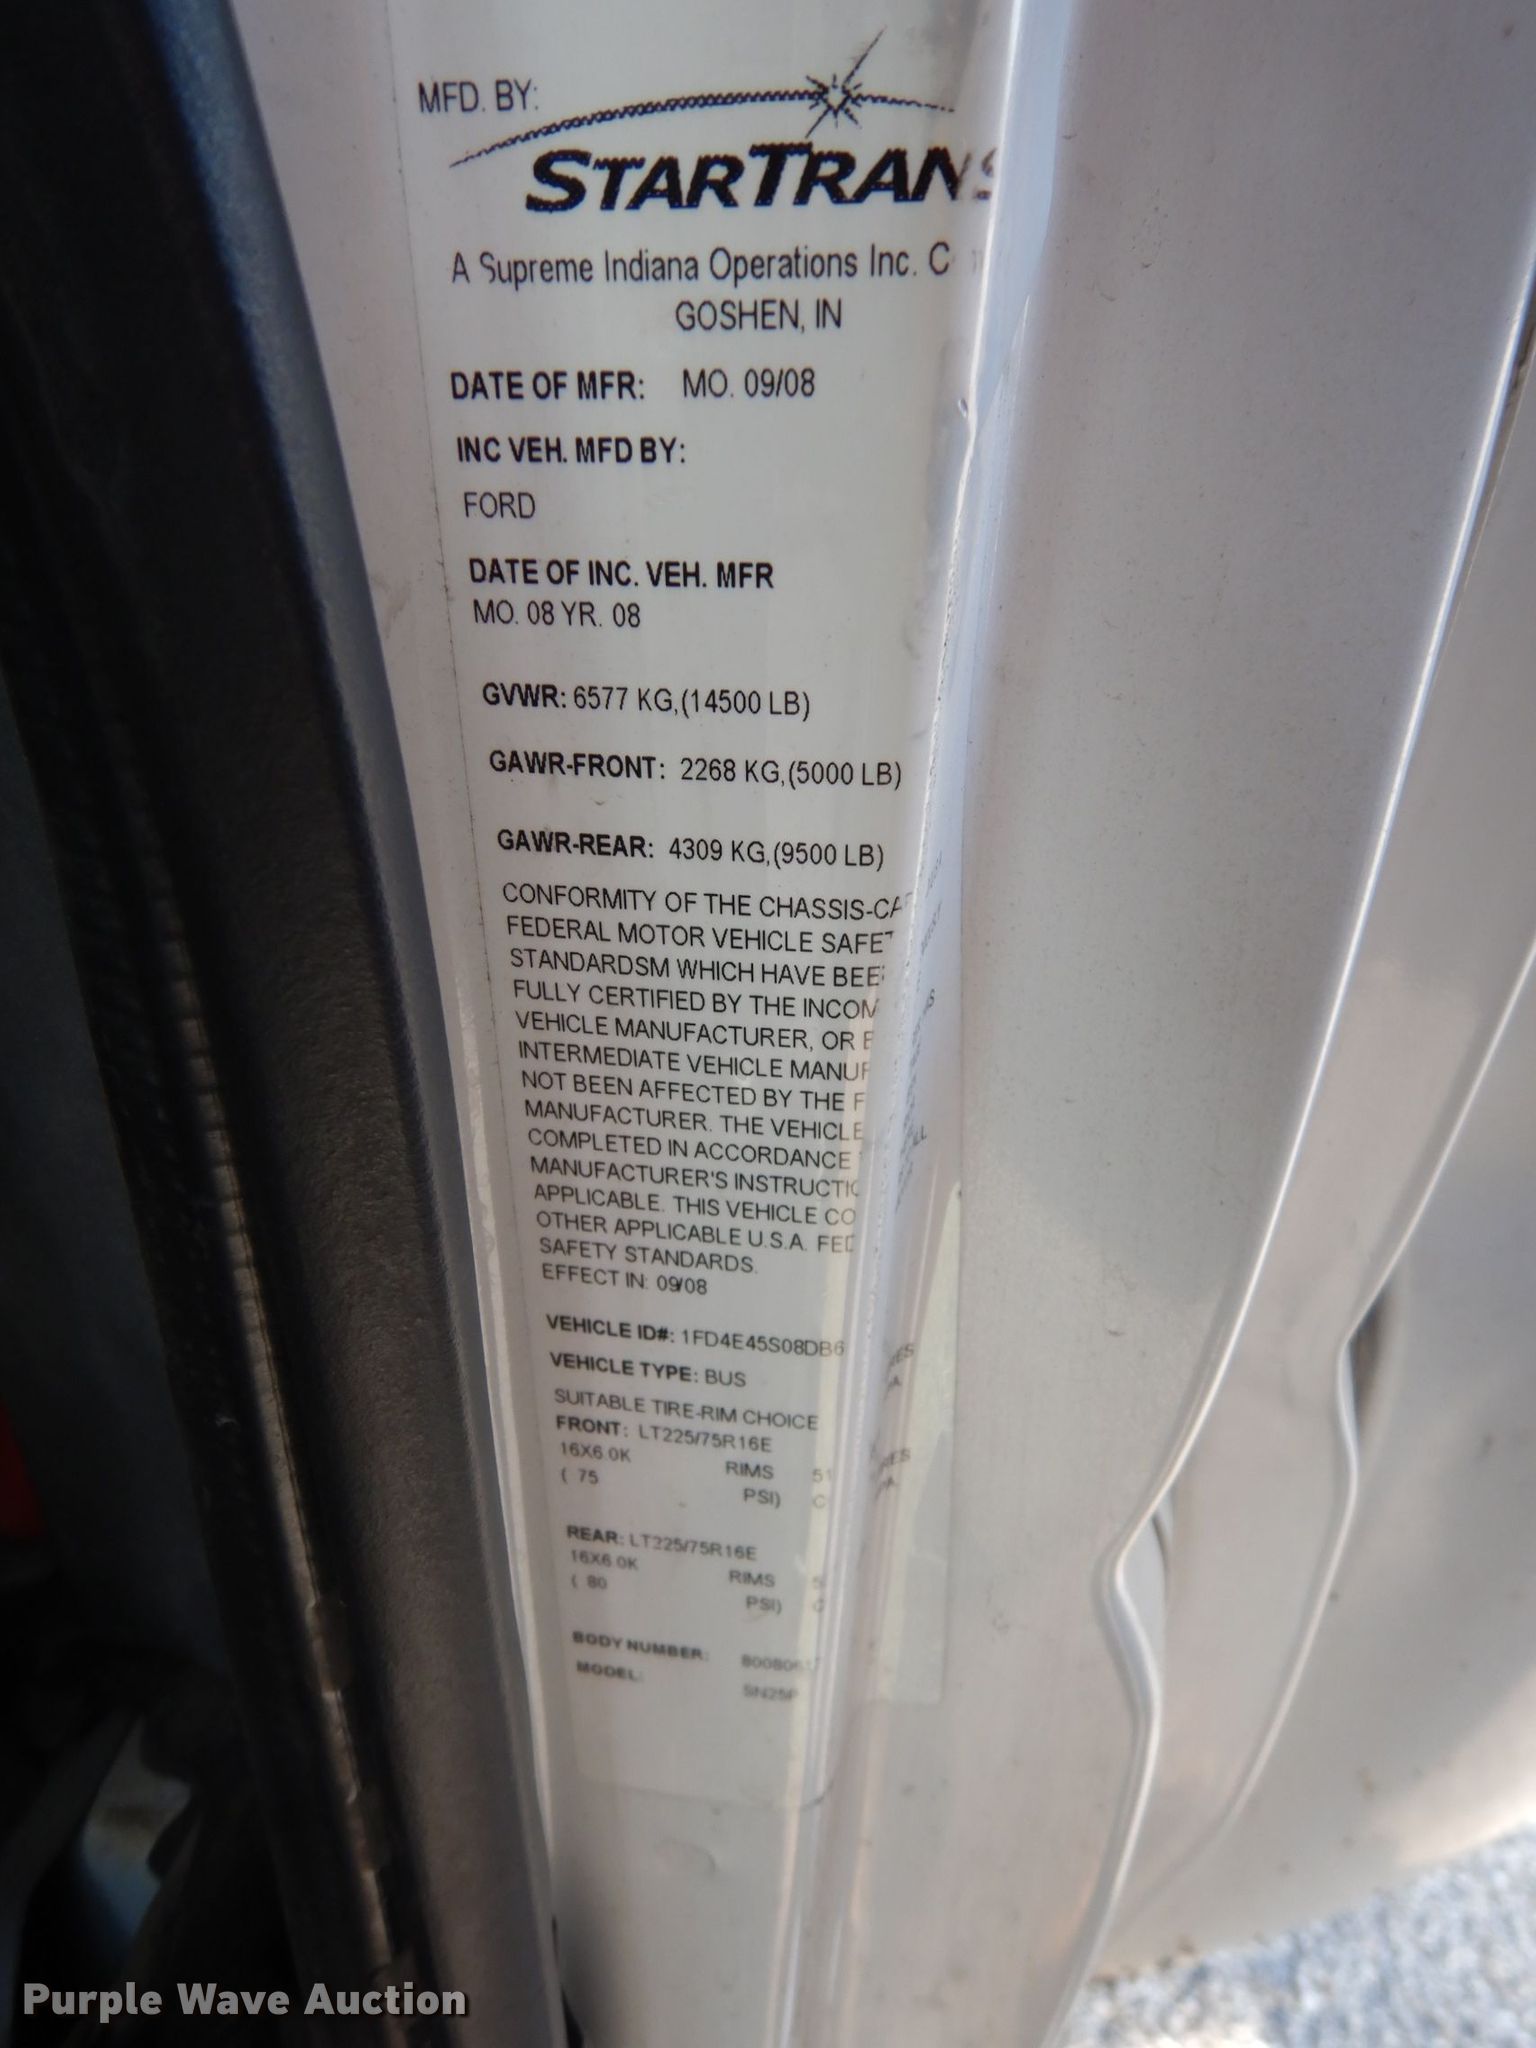 MFD. BY:
STARTRANS
A Supreme Indiana Operations Inc.
GOSHEN, IN
DATE OF MFR: MO. 09/08
INC VEH. MFD BY:
FORD
DATE OF INC. VEH. MFR
MO. 08 YR. 08
GVWR: 6577 KG,(14500 LB)
GAWR-FRONT: 2268 KG,(5000 LB)
GAWR-REAR: 4309 KG,(9500 LB)
CONFORMITY OF THE CHASSIS-CA
FEDERAL MOTOR VEHICLE SAFET
STANDARDSM WHICH HAVE BEE
FULLY CERTIFIED BY THE INCOM
VEHICLE MANUFACTURER, OR
INTERMEDIATE VEHICLE MANUF
NOT BEEN AFFECTED BY THE F
MANUFACTURER. THE VEHICLE
COMPLETED IN ACCORDANCE
MANUFACTURER'S INSTRUCTIO
APPLICABLE. THIS VEHICLE CO
OTHER APPLICABLE U.S.A. FED
SAFETY STANDARDS.
EFFECT IN: 09/08
VEHICLE ID#: 1FD4E45S08DB6
VEHICLE TYPE: BUS
SUITABLE TIRE-RIM CHOICE
FRONT: LT225/75R16E
16X6.0K RIMS 51
( 75 PSI) C
REAR: LT225/75R16E
16X6.0K RIMS
( 80 PSI)
BODY NUMBER:
MODEL: SN25P
Purple Wave Auction